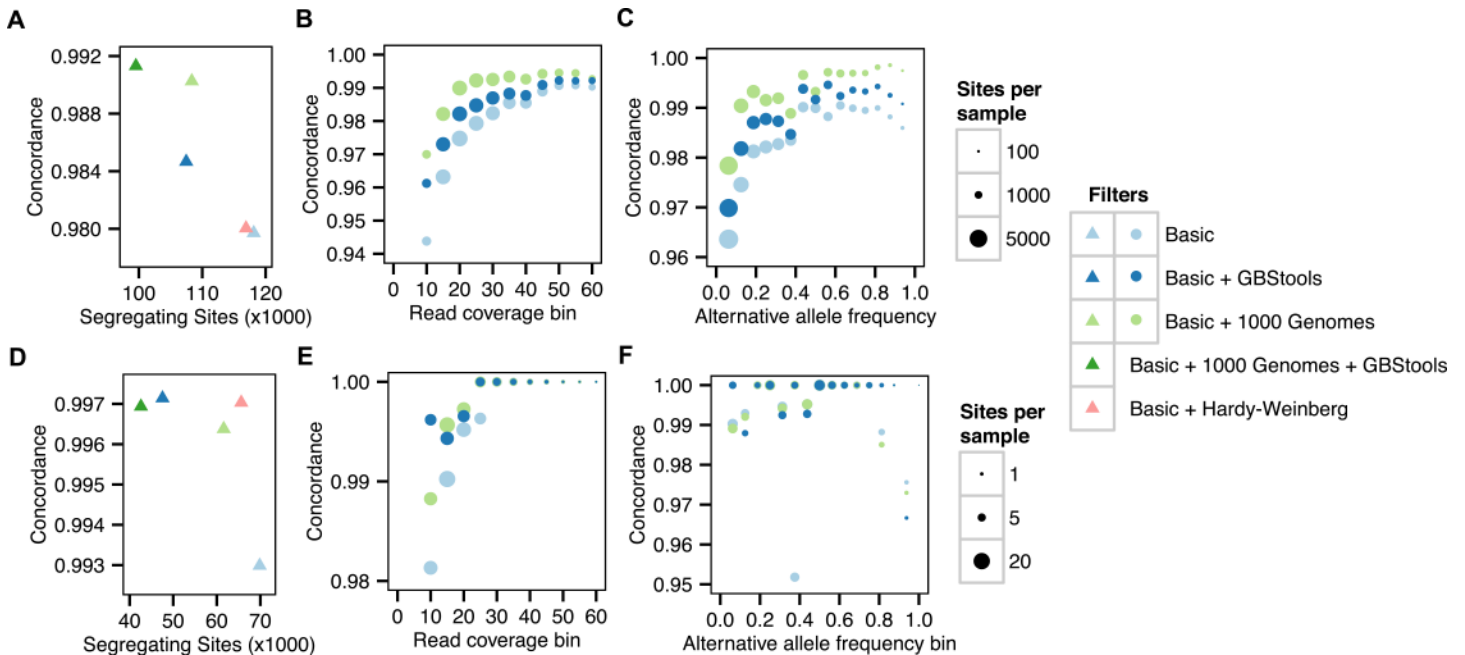 A
0.992
0.988
0.984
0.980
Concordance
100 110 120
Segregating Sites (x1000)
B
1.00
0.99
0.98
0.97
0.96
0.95
0.94
Concordance
0 10 20 30 40 50 60
Read coverage bin
C
1.00
0.99
0.98
0.97
0.96
Concordance
0.0 0.2 0.4 0.6 0.8 1.0
Alternative allele frequency
Sites per
sample
100
1000
5000
Filters
Basic
Basic + GBStools
Basic + 1000 Genomes
Basic + 1000 Genomes + GBStools
Basic + Hardy-Weinberg
D
0.997
0.996
0.995
0.994
0.993
Concordance
40 50 60 70
Segregating Sites (x1000)
E
1.00
0.99
0.98
Concordance
0 10 20 30 40 50 60
Read coverage bin
F
1.00
0.99
0.98
0.97
0.96
0.95
Concordance
0.0 0.2 0.4 0.6 0.8 1.0
Alternative allele frequency bin
Sites per
sample
1
5
20